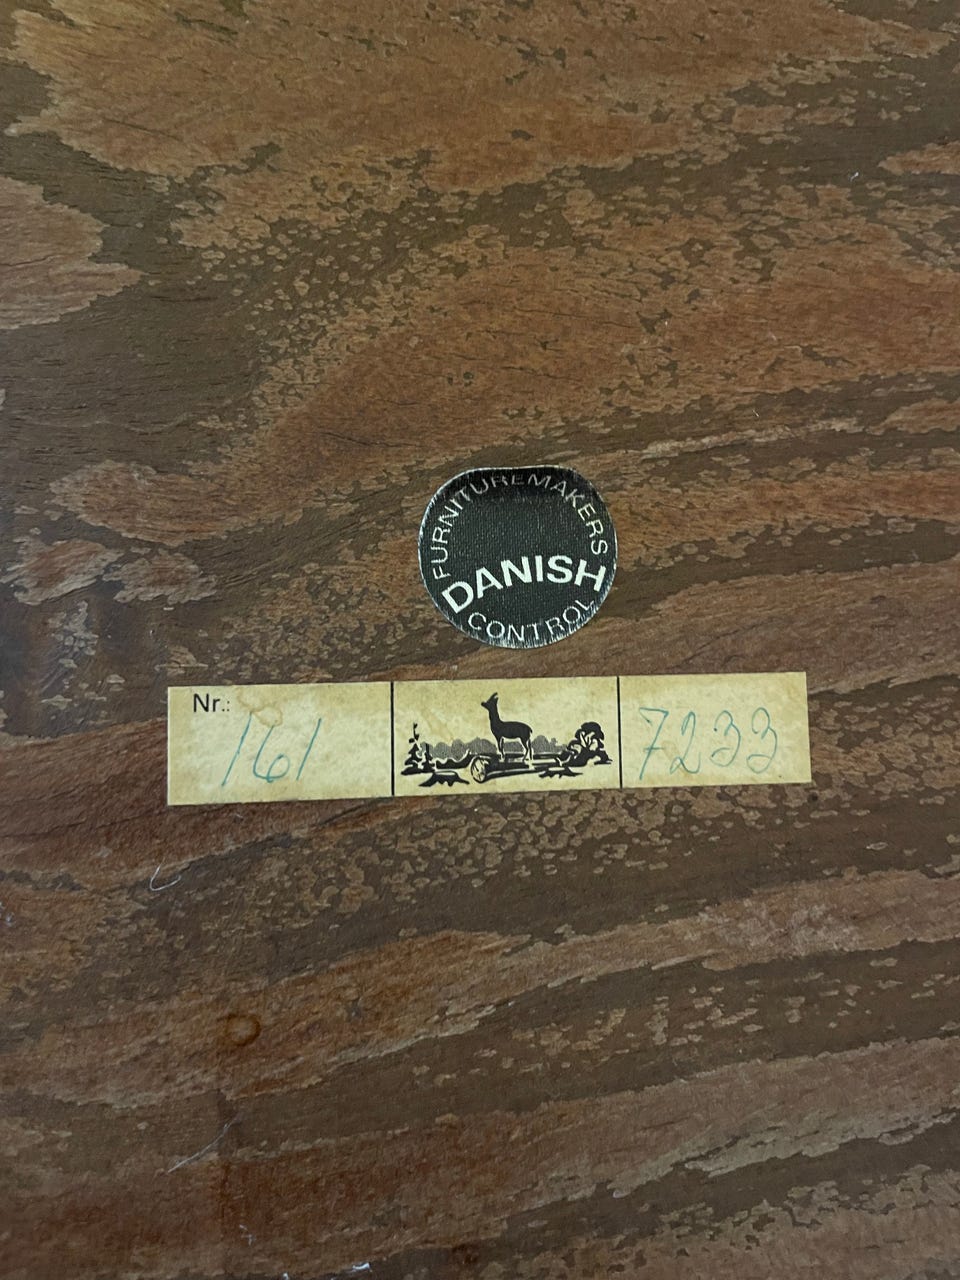 FURNITUREMAKERS
DANISH
CONTROL
Nr.:
161
7233